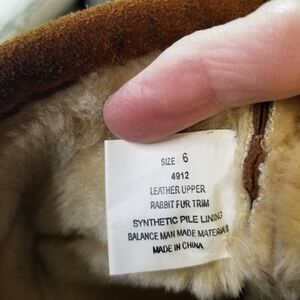 SIZE 6
4912
LEATHER UPPER
RABBIT FUR TRIM
SYNTHETIC PILE LINING
BALANCE MAN MADE MATERIALS
MADE IN CHINA